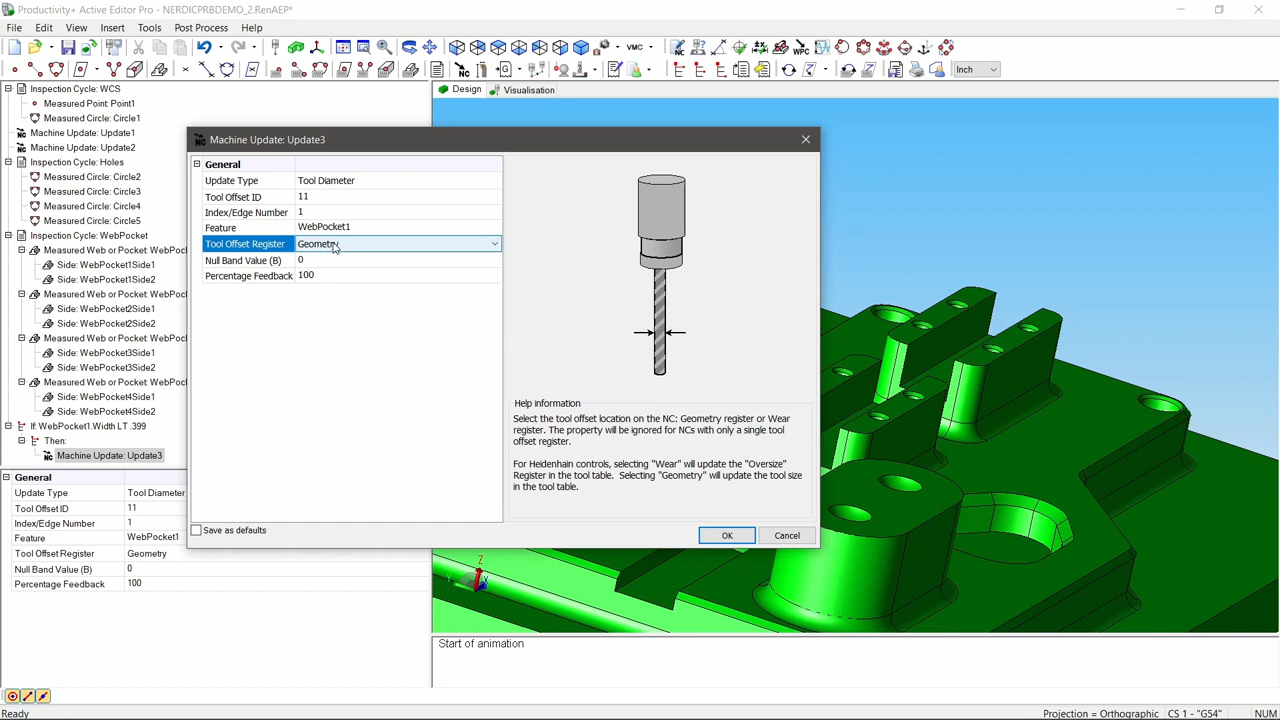 Productivity+ Active Editor Pro - NERDICPRBDEMO_2.RenAEP*
File Edit View Insert Tools Post Process Help
VMC
Inch
Inspection Cycle: WCS
Measured Point: Point1
Measured Circle: Circle1
Machine Update: Update1
Machine Update: Update2
Inspection Cycle: Holes
Measured Circle: Circle2
Measured Circle: Circle3
Measured Circle: Circle4
Measured Circle: Circle5
Inspection Cycle: WebPocket
Measured Web or Pocket: WebPoc
Side: WebPocket1Side1
Side: WebPocket1Side2
Measured Web or Pocket: WebPoc
Side: WebPocket2Side1
Side: WebPocket2Side2
Measured Web or Pocket: WebPoc
Side: WebPocket3Side1
Side: WebPocket3Side2
Measured Web or Pocket: WebPoc
Side: WebPocket4Side1
Side: WebPocket4Side2
If: WebPocket1.Width LT .399
Then:
Machine Update: Update3
General
Update Type Tool Diameter
Tool Offset ID 11
Index/Edge Number 1
Feature WebPocket1
Tool Offset Register Geometry
Null Band Value (B) 0
Percentage Feedback 100
Design Visualisation
Machine Update: Update3
General
Update Type Tool Diameter
Tool Offset ID 11
Index/Edge Number 1
Feature WebPocket1
Tool Offset Register Geometry
Null Band Value (B) 0
Percentage Feedback 100
Help information
Select the tool offset location on the NC: Geometry register or Wear
register. The property will be ignored for NCs with only a single tool
offset register.
For Heidenhain controls, selecting "Wear" will update the "Oversize"
Register in the tool table. Selecting "Geometry" will update the tool size
in the tool table.
Save as defaults
OK Cancel
Z
Start of animation
Ready Projection = Orthographic CS 1 - "G54" NUM